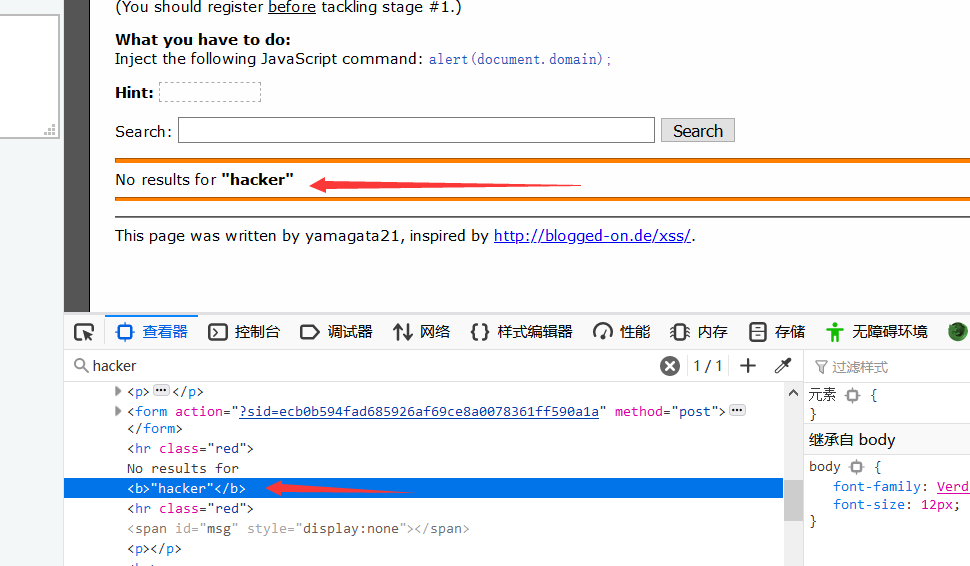 (You should register before tackling stage #1.)
What you have to do:
Inject the following JavaScript command: alert(document.domain);
Hint:
Search: Search
No results for "hacker"
This page was written by yamagata21, inspired by http://blogged-on.de/xss/.
查看器 控制台 调试器 网络 样式编辑器 性能 内存 存储 无障碍环境
hacker 1 / 1 过滤样式
<p></p>
<form action="?sid=ecb0b594fad685926af69ce8a0078361ff590a1a" method="post">
</form>
<hr class="red">
No results for
<b>"hacker"</b>
<hr class="red">
<span id="msg" style="display:none"></span>
<p></p>
元素 {
}
继承自 body
body {
font-family: Verd
font-size: 12px;
}